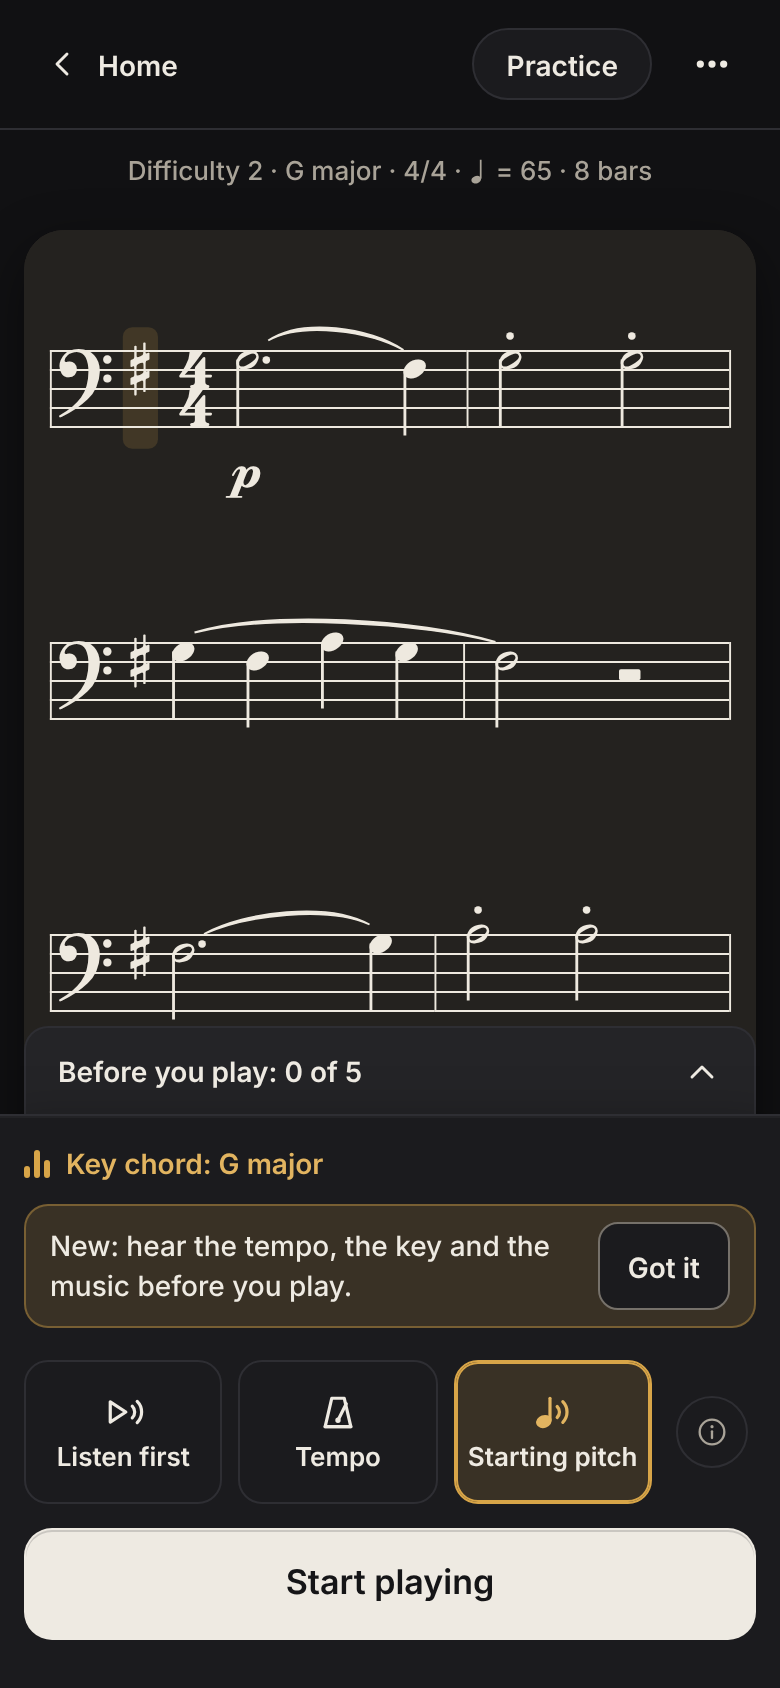 Home
Practice
Difficulty 2 · G major · 4/4 · ♩ = 65 · 8 bars
4
4
p
Before you play: 0 of 5
Key chord: G major
New: hear the tempo, the key and the
music before you play.
Got it
Listen first
Tempo
Starting pitch
Start playing